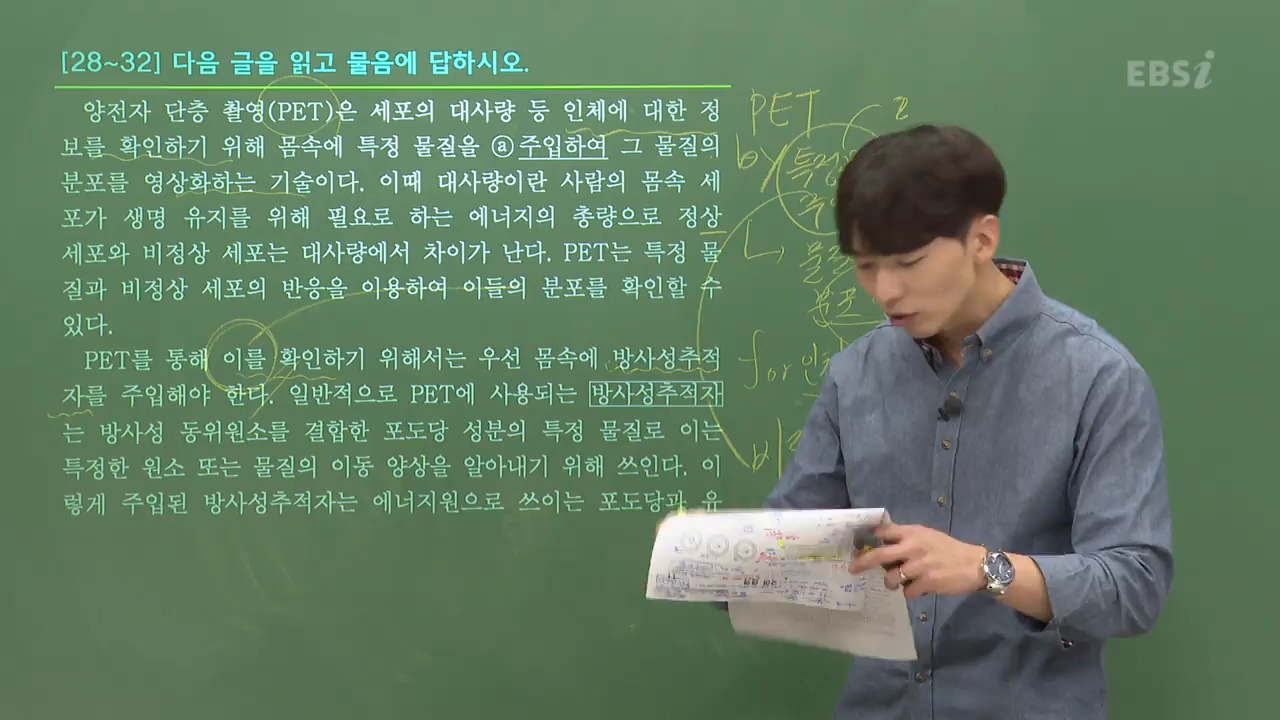 [28~32] 다음 글을 읽고 물음에 답하시오.
EBSi
양전자 단층 촬영(PET)은 세포의 대사량 등 인체에 대한 정
보를 확인하기 위해 몸속에 특정 물질을 ⓐ주입하여 그 물질의
분포를 영상화하는 기술이다. 이때 대사량이란 사람의 몸속 세
포가 생명 유지를 위해 필요로 하는 에너지의 총량으로 정상
세포와 비정상 세포는 대사량에서 차이가 난다. PET는 특정 물
질과 비정상 세포의 반응을 이용하여 이들의 분포를 확인할 수
있다.
PET를 통해 이를 확인하기 위해서는 우선 몸속에 방사성추적
자를 주입해야 한다. 일반적으로 PET에 사용되는 방사성추적자
는 방사성 동위원소를 결합한 포도당 성분의 특정 물질로 이는
특정한 원소 또는 물질의 이동 양상을 알아내기 위해 쓰인다. 이
렇게 주입된 방사성추적자는 에너지원으로 쓰이는 포도당과 유
PET
by 특정
물질
분포
for 인